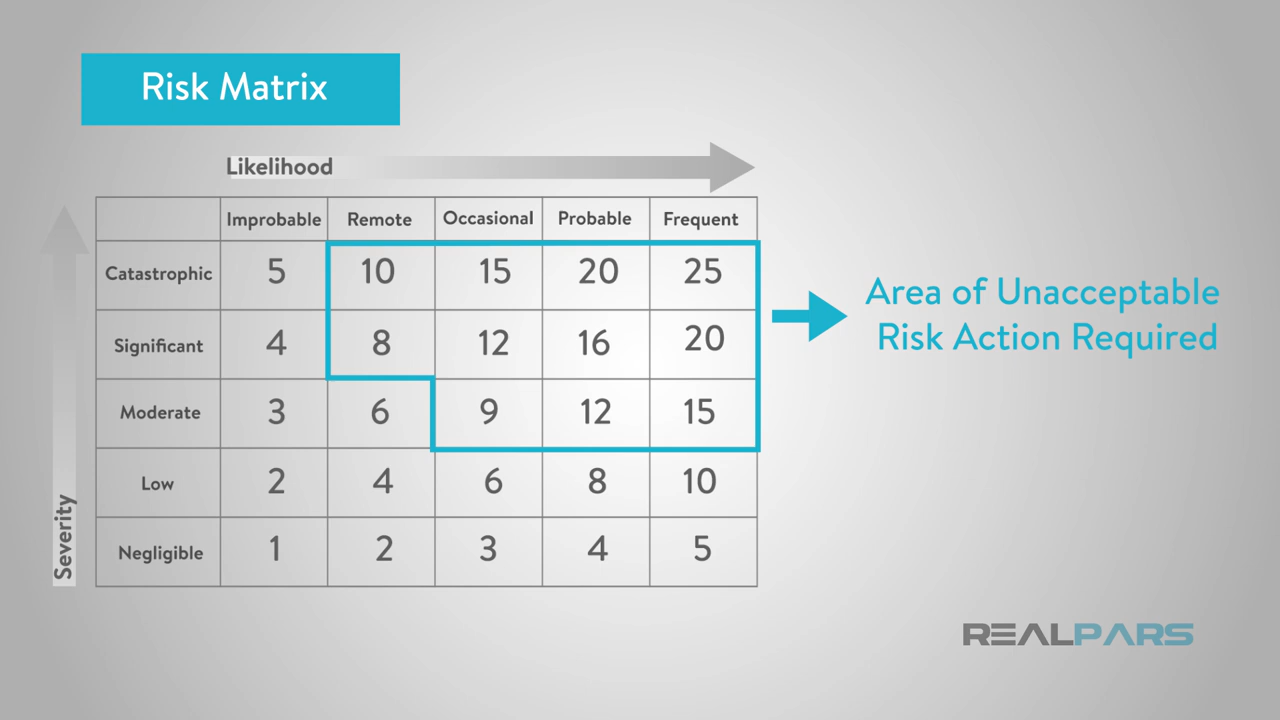 Risk Matrix
Likelihood
Improbable Remote Occasional Probable Frequent
Catastrophic 5 10 15 20 25
Significant 4 8 12 16 20
Moderate 3 6 9 12 15
Low 2 4 6 8 10
Negligible 1 2 3 4 5
Severity
Area of Unacceptable
Risk Action Required
REALPARS